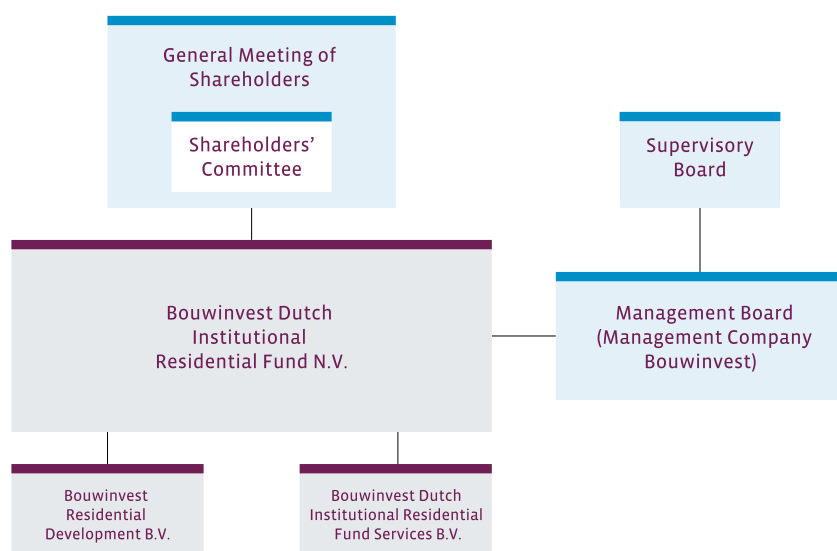 General Meeting of
Shareholders
Shareholders’
Committee
Supervisory
Board
Bouwinvest Dutch
Institutional
Residential Fund N.V.
Management Board
(Management Company
Bouwinvest)
Bouwinvest
Residential
Development B.V.
Bouwinvest Dutch
Institutional Residential
Fund Services B.V.